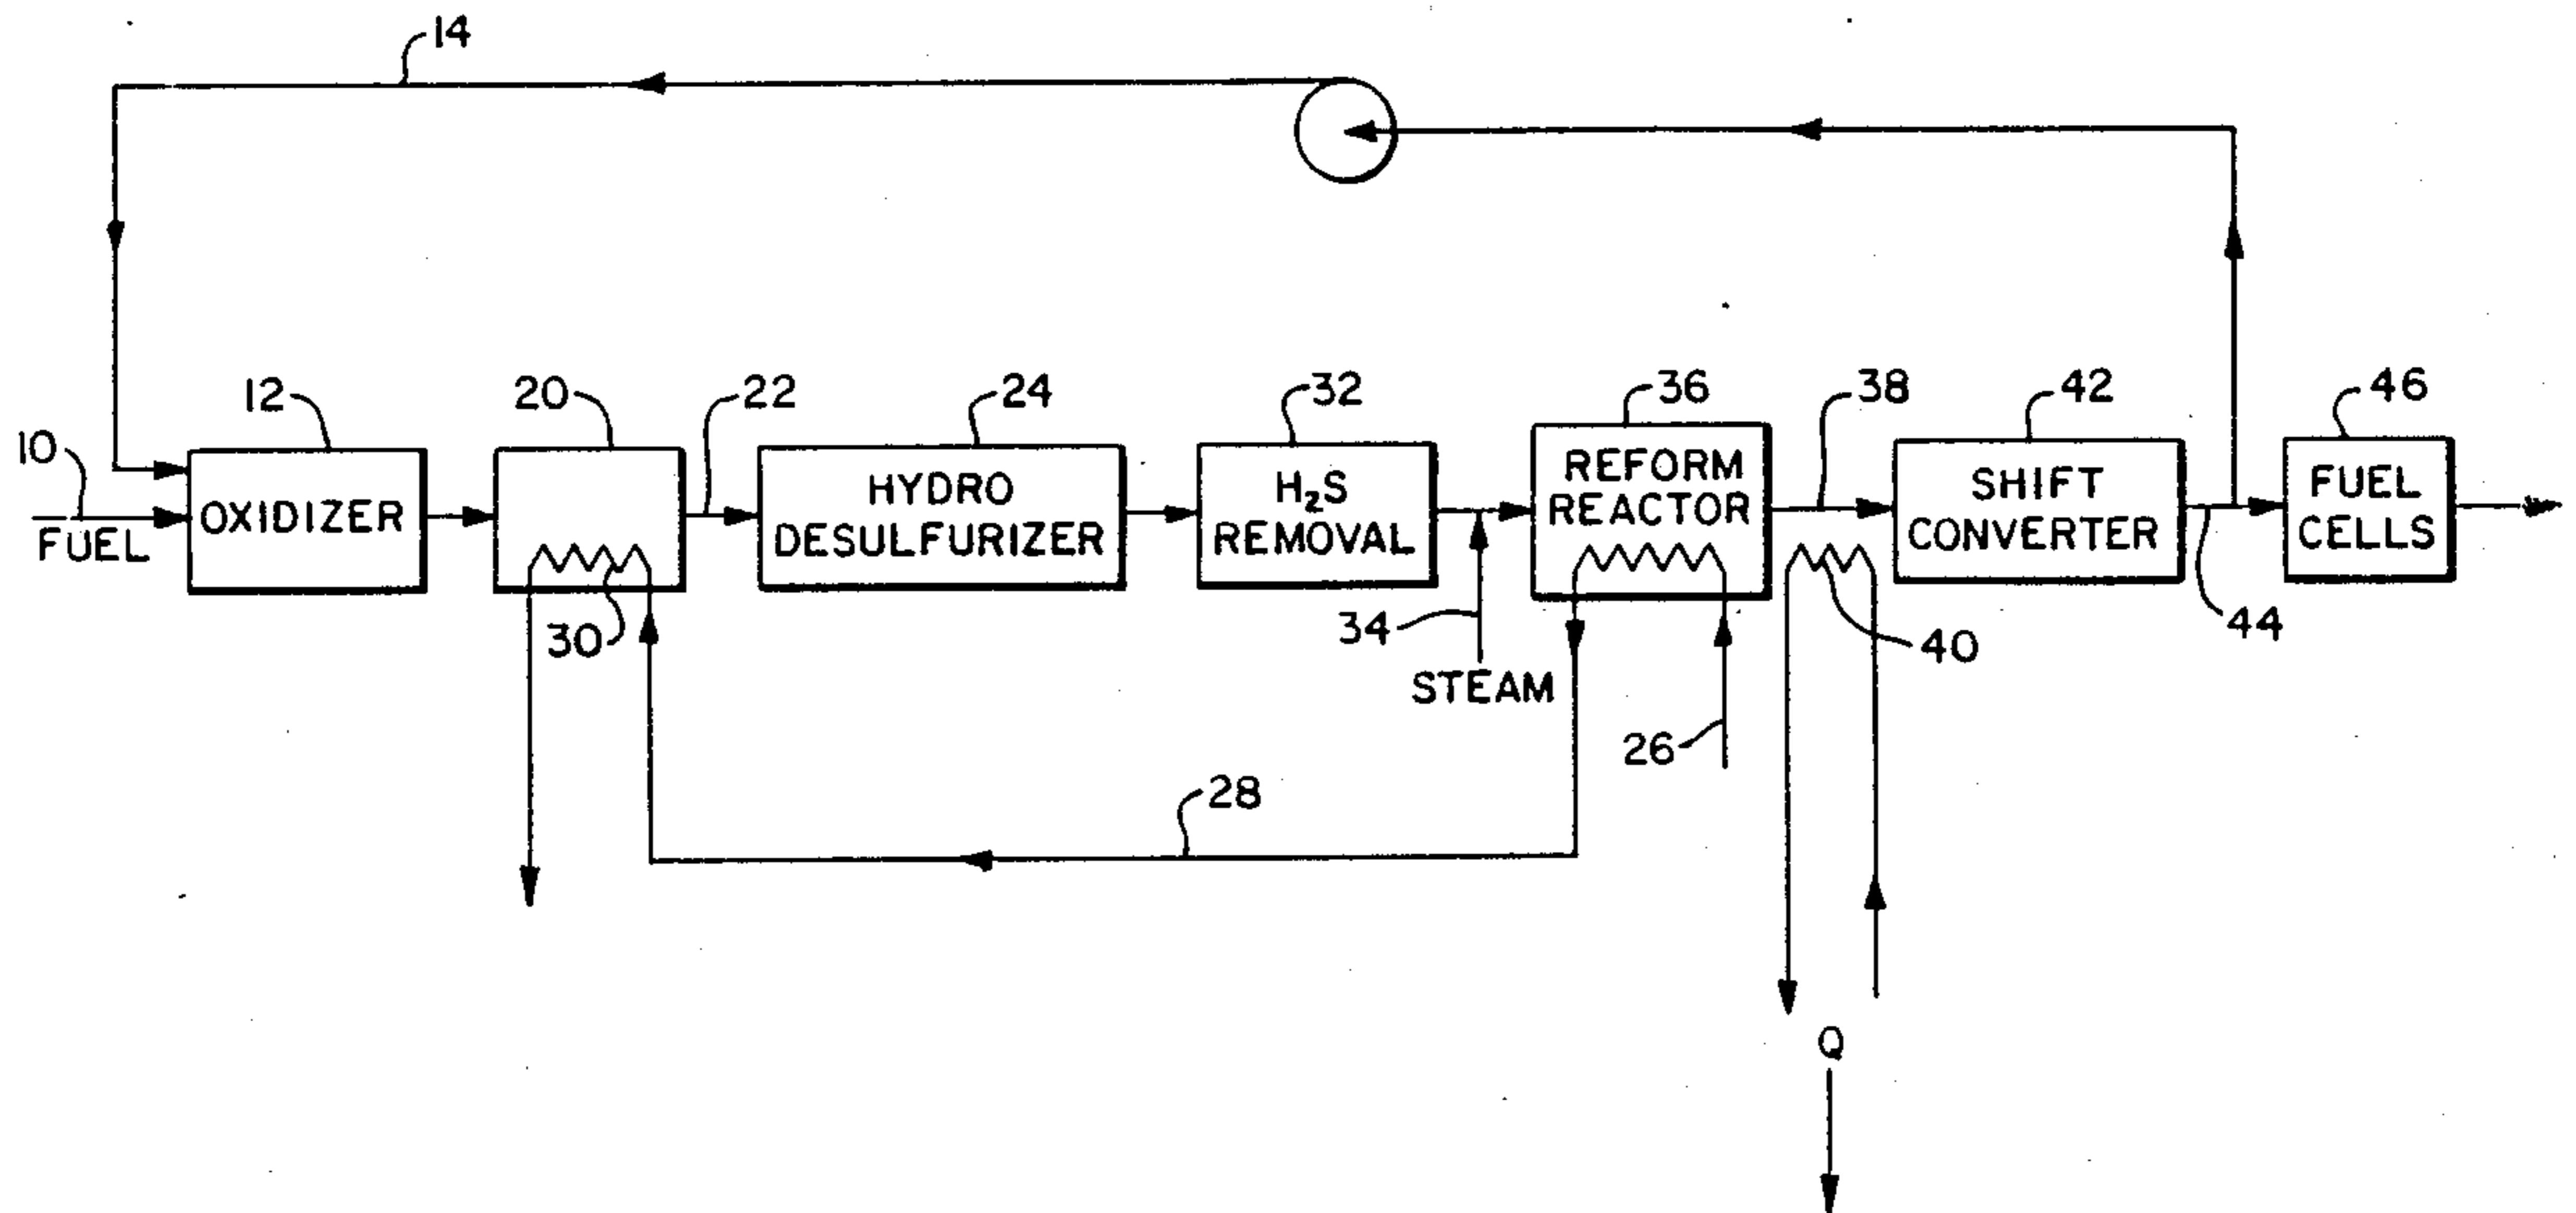 14
12
20
22
24
32
36
38
42
46
10
FUEL
OXIDIZER
HYDRO
DESULFURIZER
H₂S
REMOVAL
REFORM
REACTOR
SHIFT
CONVERTER
FUEL
CELLS
30
34
STEAM
26
40
44
28
Q